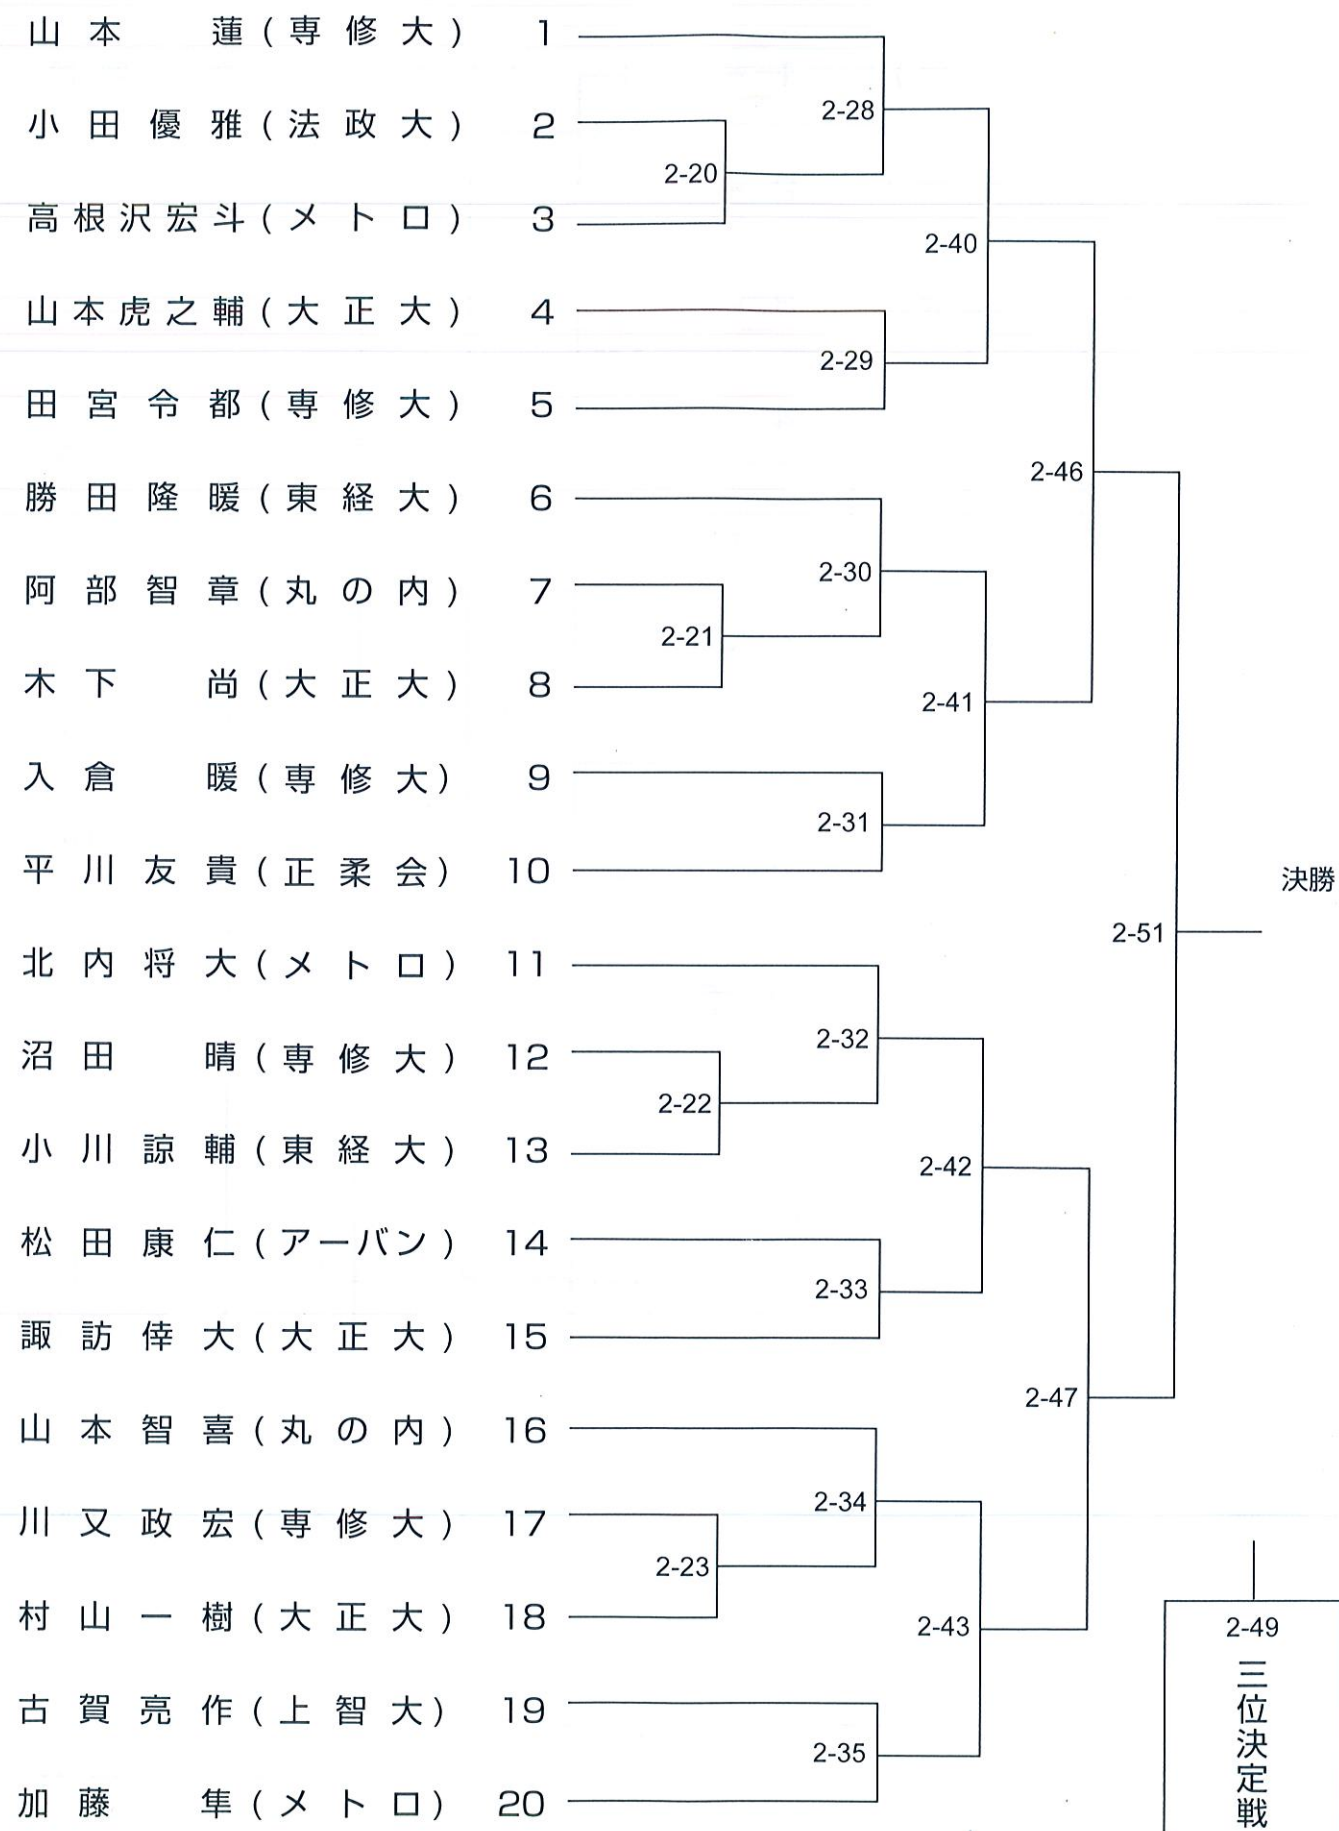 山本　蓮(専修大) 1
小田優雅(法政大) 2
高根沢宏斗(メトロ) 3
山本虎之輔(大正大) 4
田宮令都(専修大) 5
勝田隆暖(東経大) 6
阿部智章(丸の内) 7
木下　尚(大正大) 8
入倉　暖(専修大) 9
平川友貴(正柔会) 10
北内将大(メトロ) 11
沼田　晴(専修大) 12
小川諒輔(東経大) 13
松田康仁(アーバン) 14
諏訪倖大(大正大) 15
山本智喜(丸の内) 16
川又政宏(専修大) 17
村山一樹(大正大) 18
古賀亮作(上智大) 19
加藤　隼(メトロ) 20
2-20
2-21
2-22
2-23
2-28
2-29
2-30
2-31
2-32
2-33
2-34
2-35
2-40
2-41
2-42
2-43
2-46
2-47
2-51
決勝
2-49
三位決定戦